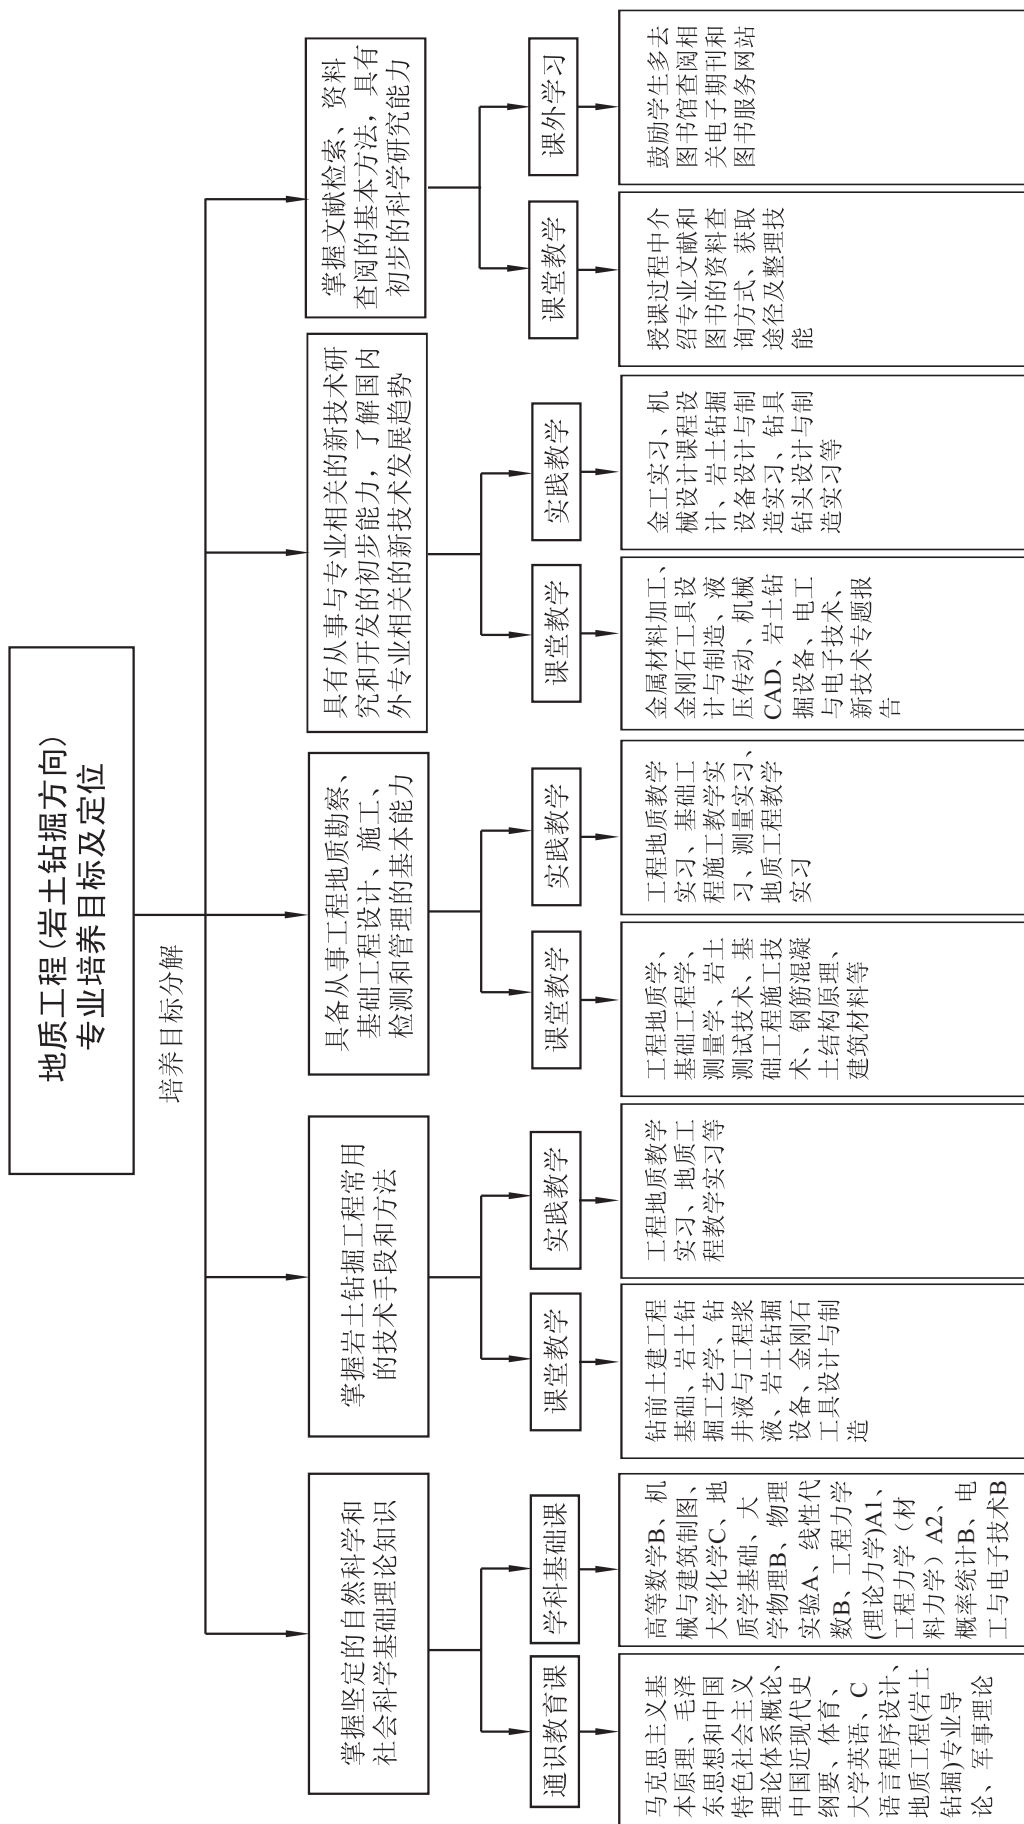 地质工程(岩土钻掘方向)
专业培养目标及定位
培养目标分解
掌握坚定的自然科学和
社会科学基础理论知识
通识教育课
马克思主义基
本原理、毛泽
东思想和中国
特色社会主义
理论体系概论、
中国近现代史
纲要、体育、
大学英语、C
语言程序设计、
地质工程(岩土
钻掘)专业导
论、军事理论
学科基础课
高等数学B、机
械与建筑制图、
大学化学C、地
质学基础、大
学物理B、物理
实验A、线性代
数B、工程力学
(理论力学)A1、
工程力学（材
料力学）A2、
概率统计B、电
工与电子技术B
掌握岩土钻掘工程常用
的技术手段和方法
课堂教学
钻前土建工程
基础、岩土钻
掘工艺学、钻
井液与工程浆
液、岩土钻掘
设备、金刚石
工具设计与制
造
实践教学
工程地质教学
实习、地质工
程教学实习等
具备从事工程地质勘察、
基础工程设计、施工、
检测和管理的基本能力
课堂教学
工程地质学、
基础工程学、
测量学、岩土
测试技术、基
础工程施工技
术、钢筋混凝
土结构原理、
建筑材料等
实践教学
工程地质教学
实习、基础工
程施工教学实
习、测量实习、
地质工程教学
实习
具有从事与专业相关的新技术研
究和开发的初步能力，了解国内
外专业相关的新技术发展趋势
课堂教学
金属材料加工、
金刚石工具设
计与制造、液
压传动、机械
CAD、岩土钻
掘设备、电工
与电子技术、
新技术专题报
告
实践教学
金工实习、机
械设计课程设
计、岩土钻掘
设备设计与制
造实习、钻具
钻头设计与制
造实习等
掌握文献检索、资料
查阅的基本方法，具有
初步的科学研究能力
课堂教学
授课过程中介
绍专业文献和
图书的资料查
询方式、获取
途径及整理技
能
课外学习
鼓励学生多去
图书馆查阅相
关电子期刊和
图书服务网站